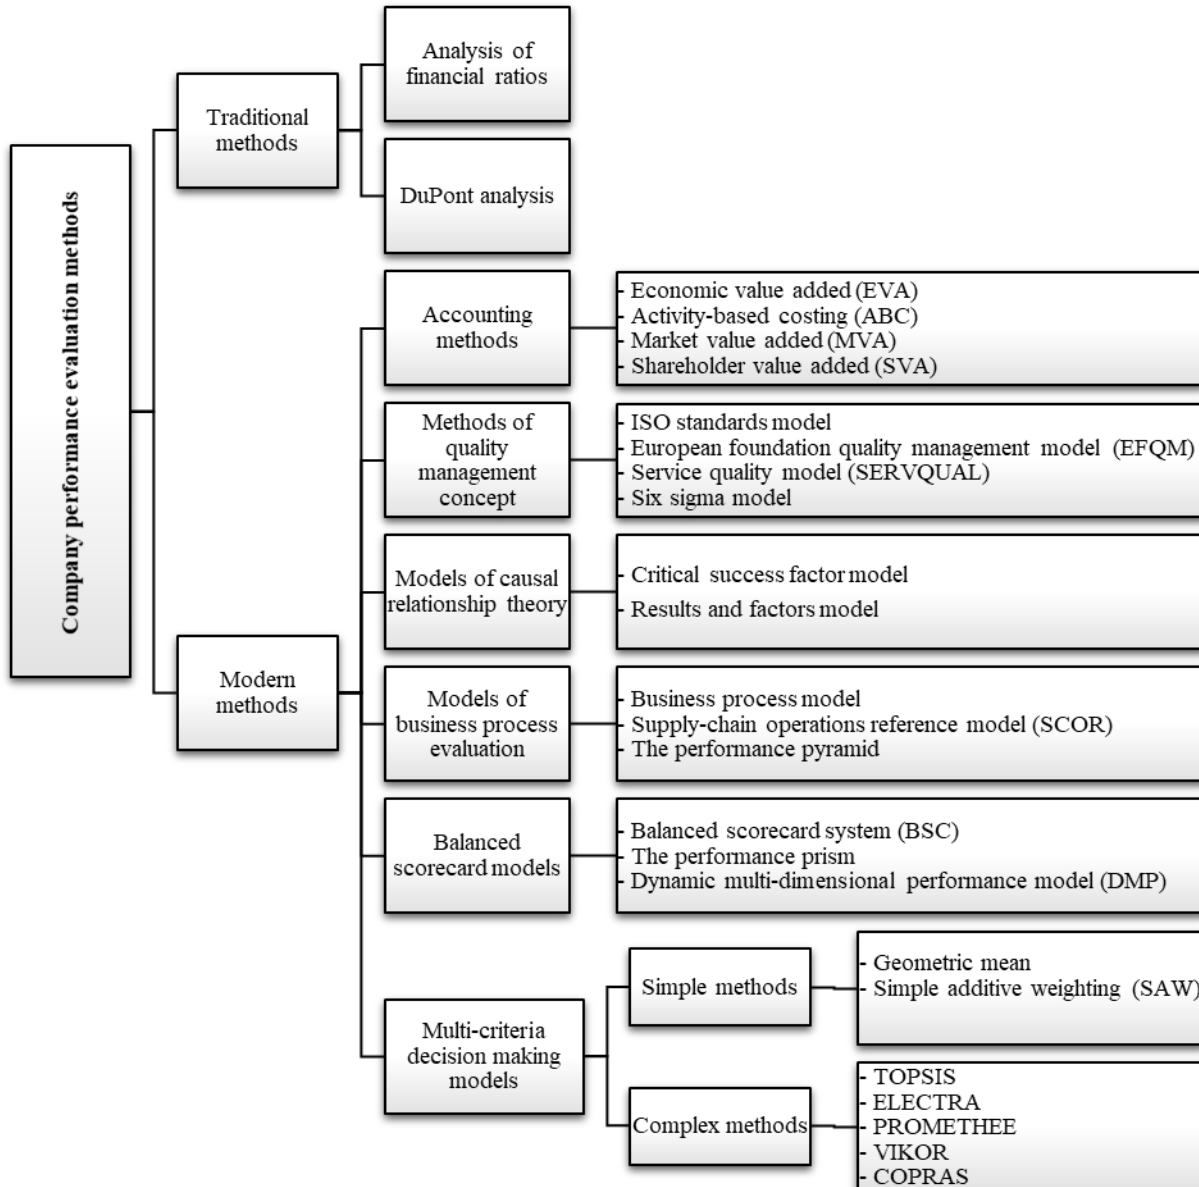 Company performance evaluation methods
Traditional
methods
Analysis of
financial ratios
DuPont analysis
Modern
methods
Accounting
methods
- Economic value added (EVA)
- Activity-based costing (ABC)
- Market value added (MVA)
- Shareholder value added (SVA)
Methods of
quality
management
concept
- ISO standards model
- European foundation quality management model (EFQM)
- Service quality model (SERVQUAL)
- Six sigma model
Models of causal
relationship theory
- Critical success factor model
- Results and factors model
Models of
business process
evaluation
- Business process model
- Supply-chain operations reference model (SCOR)
- The performance pyramid
Balanced
scorecard models
- Balanced scorecard system (BSC)
- The performance prism
- Dynamic multi-dimensional performance model (DMP)
Multi-criteria
decision making
models
Simple methods
- Geometric mean
- Simple additive weighting (SAW)
Complex methods
- TOPSIS
- ELECTRA
- PROMETHEE
- VIKOR
- COPRAS